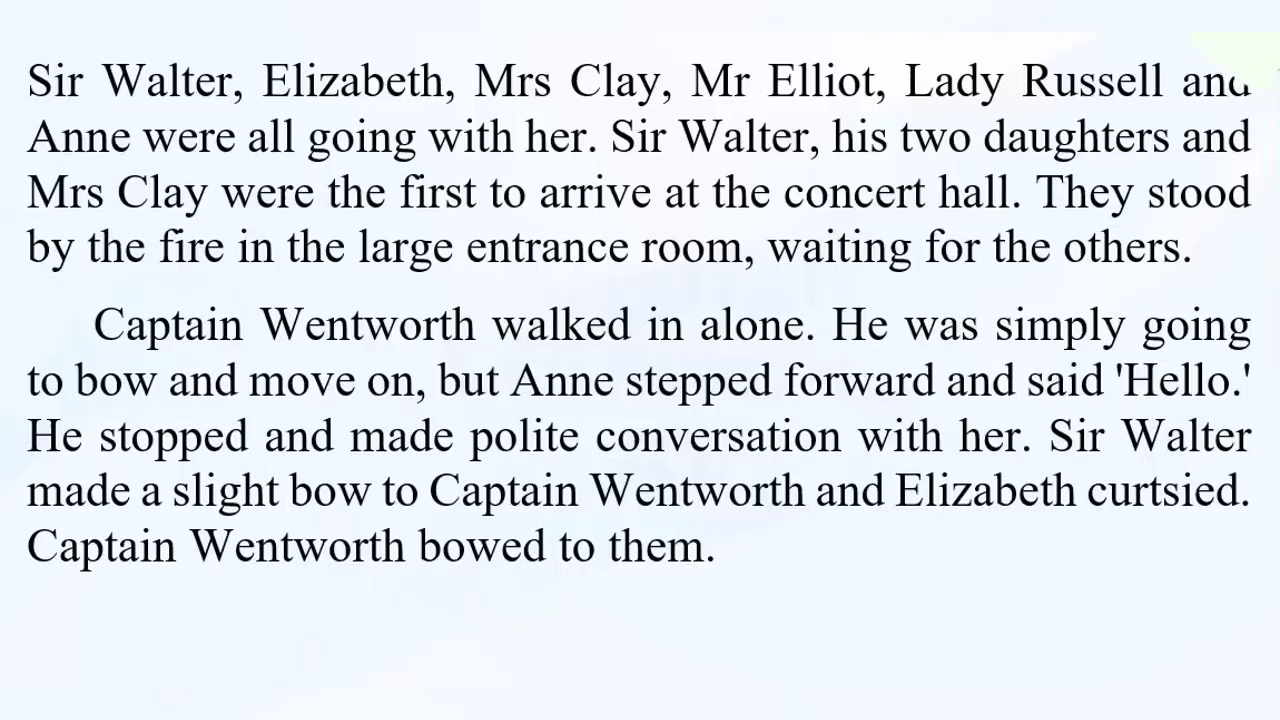 Sir Walter, Elizabeth, Mrs Clay, Mr Elliot, Lady Russell and
Anne were all going with her. Sir Walter, his two daughters and
Mrs Clay were the first to arrive at the concert hall. They stood
by the fire in the large entrance room, waiting for the others.
Captain Wentworth walked in alone. He was simply going
to bow and move on, but Anne stepped forward and said 'Hello.'
He stopped and made polite conversation with her. Sir Walter
made a slight bow to Captain Wentworth and Elizabeth curtsied.
Captain Wentworth bowed to them.